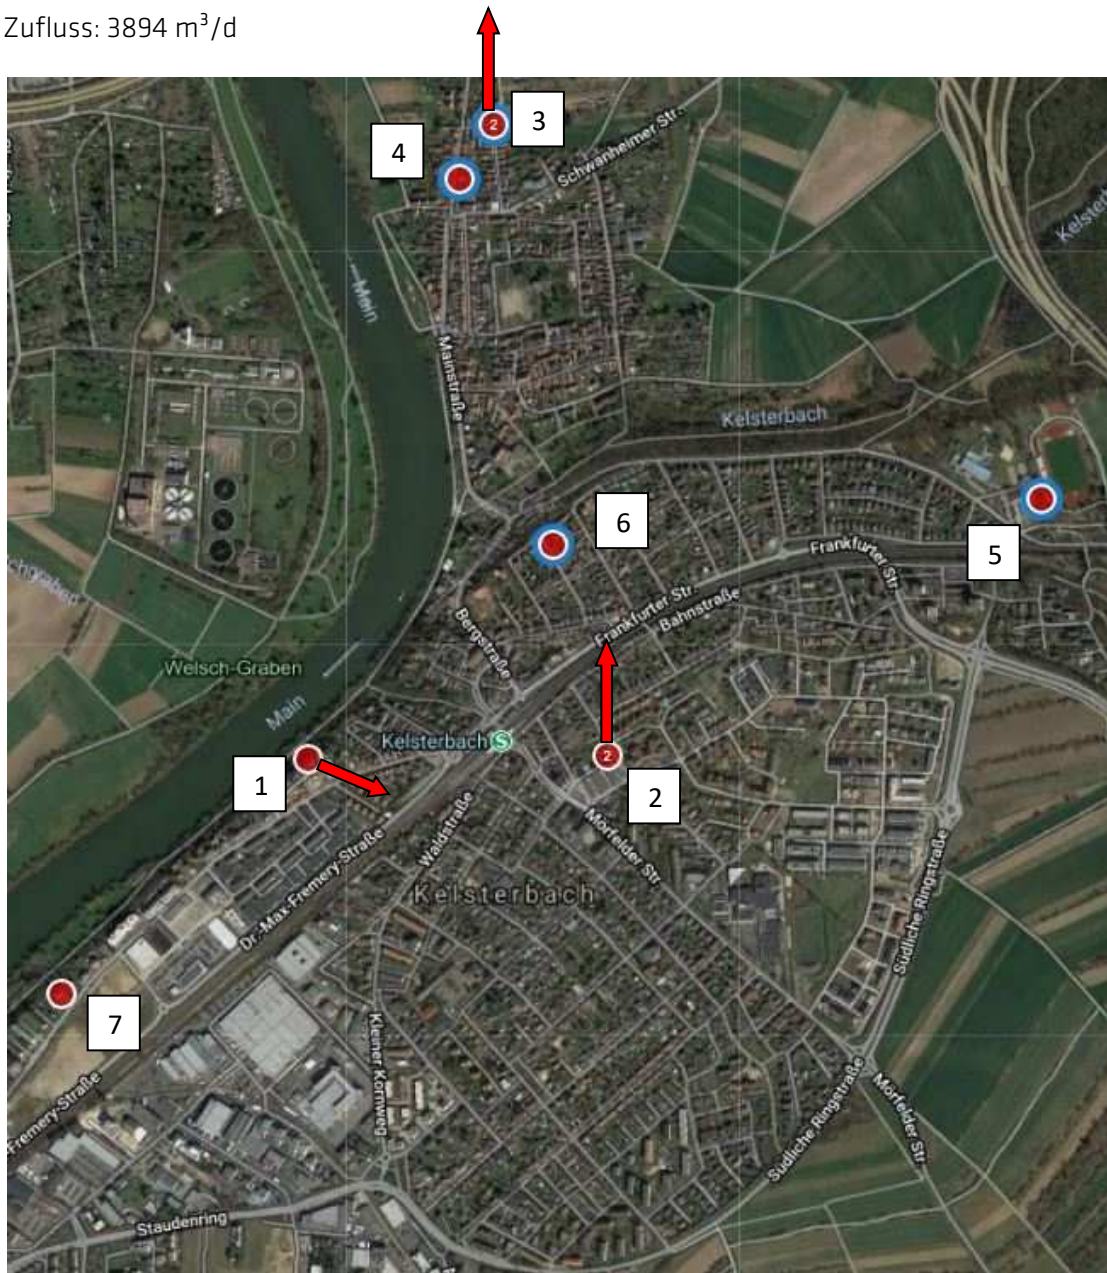 Zufluss: 3894 m³/d
2
3
4
Schwanheimer Str.
Main
Mainstraße
Kelsterbach
6
5
Frankfurter Str.
Frankfurter Str.
Bahnstraße
Bergstraße
Welsch-Graben
Main
Kelsterbach S
2
1
2
Mörfelder Str.
Waldstraße
Kelsterbach
Dr.-Max-Fremery-Straße
Südliche Ringstraße
7
Kleiner Kornweg
Fremery-Straße
Mörfelder Str.
Südliche Ringstraße
Staudenring